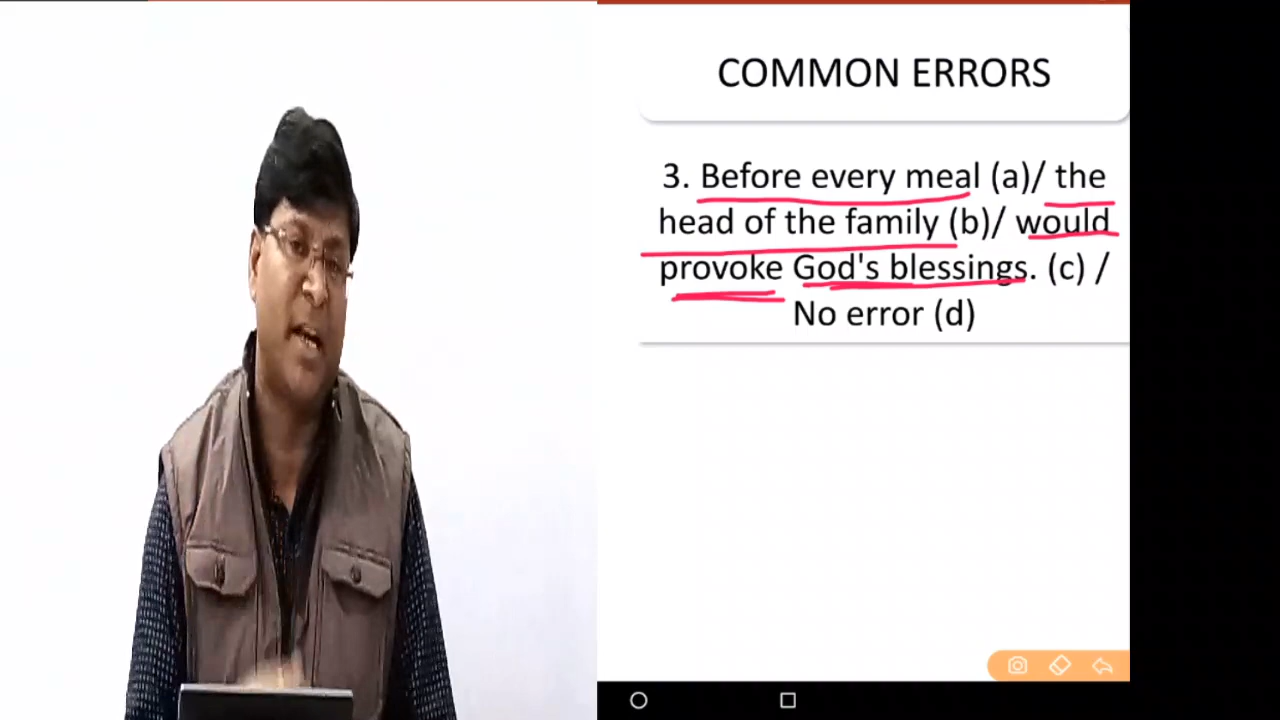 COMMON ERRORS
3. Before every meal (a)/ the
head of the family (b)/ would
provoke God's blessings. (c) /
No error (d)